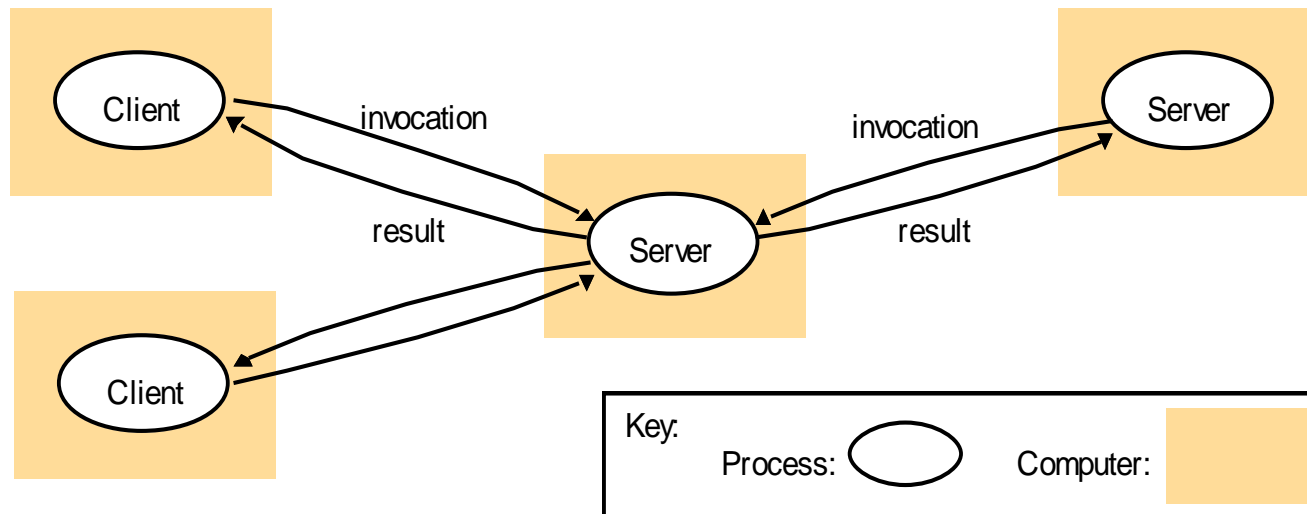 Client
invocation
result
Server
invocation
result
Server
Client
Key:
Process:
Computer: